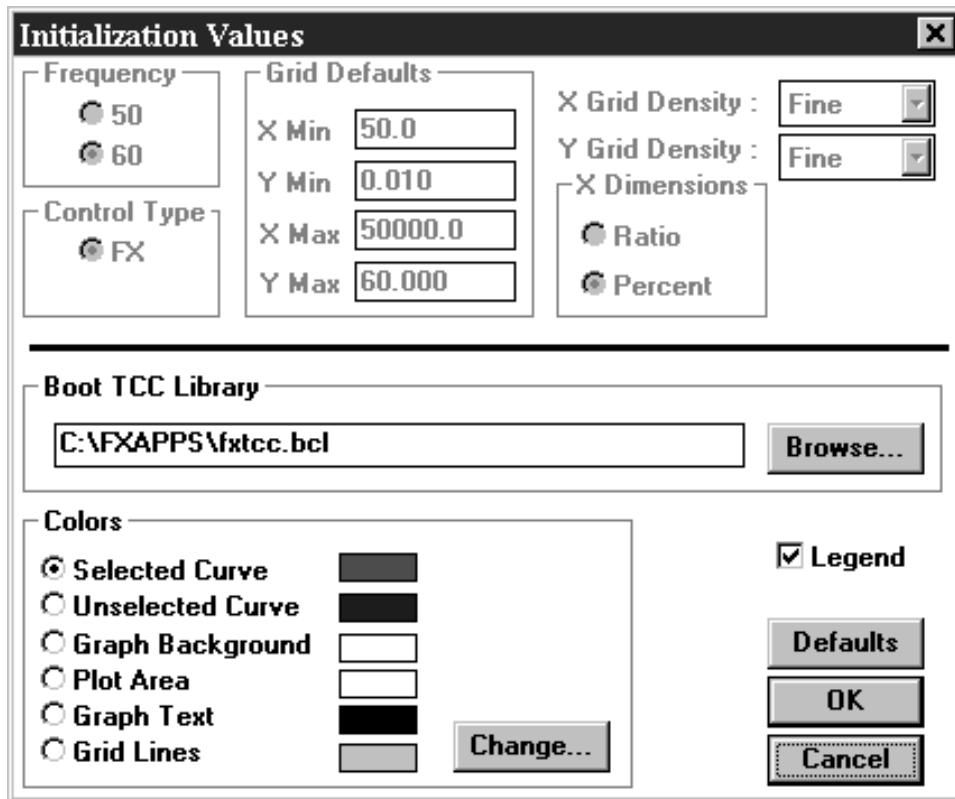 Initialization Values
Frequency
50
60
Control Type
FX
Grid Defaults
X Min 50.0
Y Min 0.010
X Max 50000.0
Y Max 60.000
X Grid Density : Fine
Y Grid Density : Fine
X Dimensions
Ratio
Percent
Boot TCC Library
C:\FXAPPS\fxtcc.bcl
Browse...
Colors
Selected Curve
Unselected Curve
Graph Background
Plot Area
Graph Text
Grid Lines
Change...
Legend
Defaults
OK
Cancel